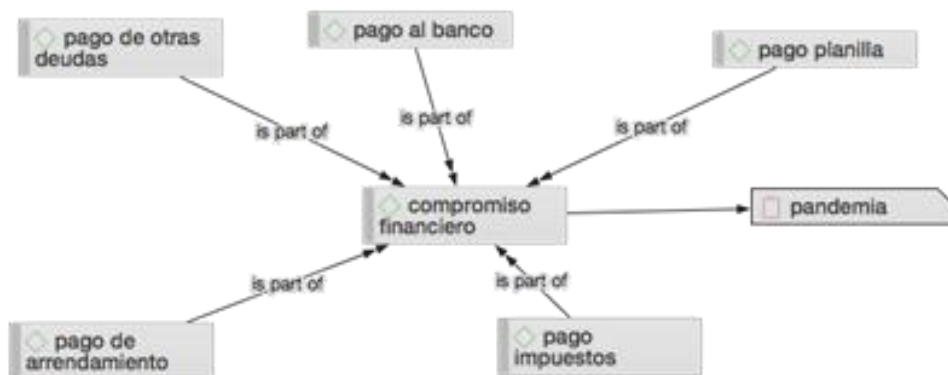 pago de otras
deudas
pago al banco
pago planilla
is part of
is part of
is part of
compromiso
financiero
pandemia
is part of
is part of
pago de
arrendamiento
pago
impuestos